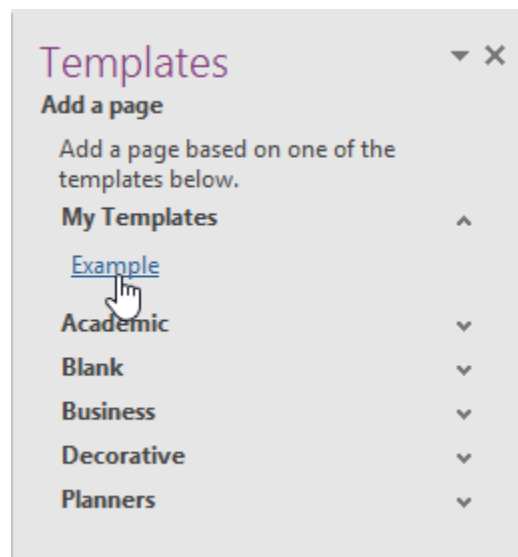 Templates
Add a page
Add a page based on one of the
templates below.
My Templates
Example
Academic
Blank
Business
Decorative
Planners